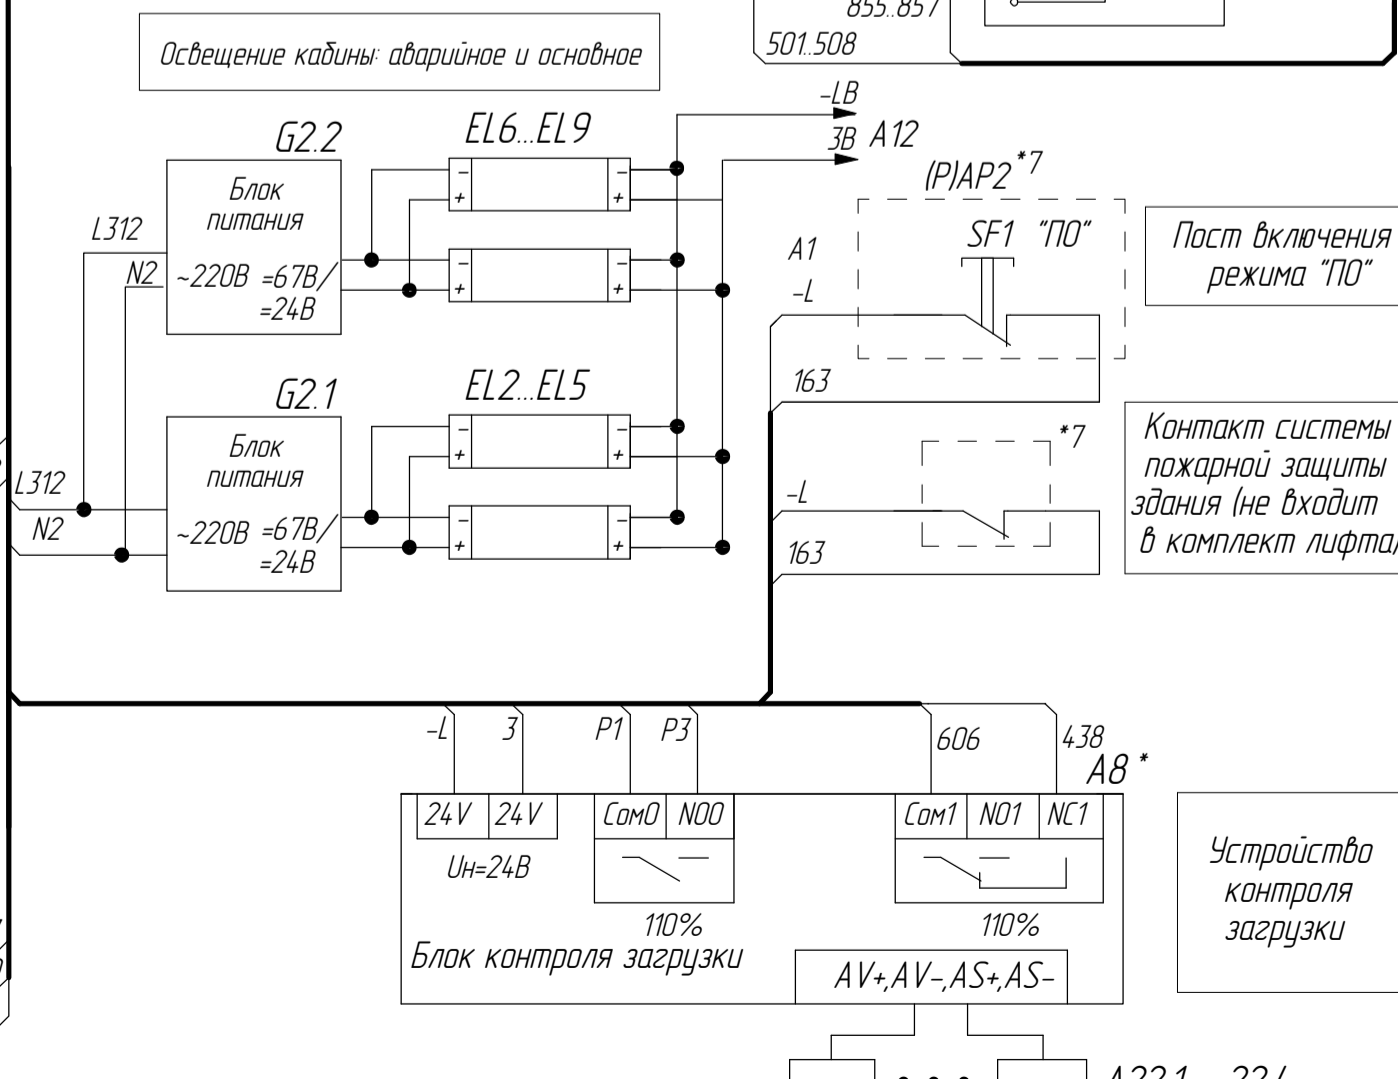 855..857
501..508
Освещение кабины: аварийное и основное
-LB
3В А12
G2.2
EL6...EL9
(P)AP2 *7
Блок
питания
~220В =67В/
=24В
L312
N2
- -
+ +
- -
+ +
SF1 "ПО"
А1
-L
163
Пост включения
режима "ПО"
G2.1
EL2...EL5
Блок
питания
~220В =67В/
=24В
L312
N2
- -
+ +
- -
+ +
*7
-L
163
Контакт системы
пожарной защиты
здания (не входит
в комплект лифта)
-L 3 P1 P3 606 438
A8 *
24V 24V Com0 NO0 Com1 NO1 NC1
Uн=24В
110% 110%
Блок контроля загрузки
AV+,AV-,AS+,AS-
Устройство
контроля
загрузки